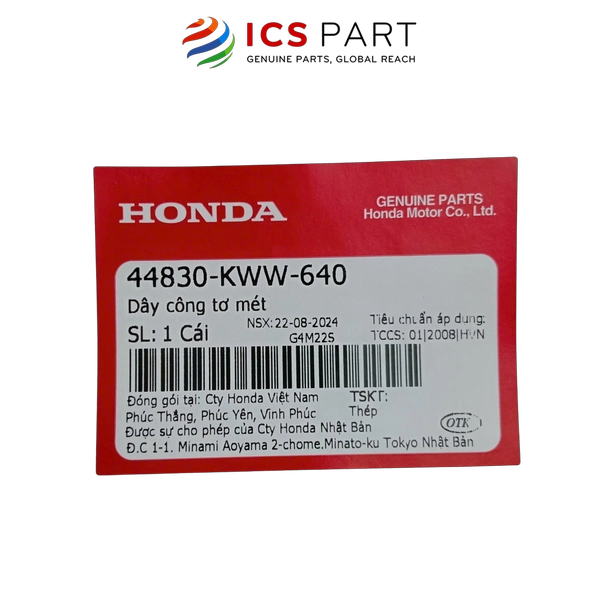 ICS PART
GENUINE PARTS, GLOBAL REACH
HONDA
GENUINE PARTS
Honda Motor Co., Ltd.
44830-KWW-640
Dây công tơ mét
SL: 1 Cái
NSX:22-08-2024
G4M22S
Tiêu chuẩn áp dụng:
TCCS: 01|2008|HVN
Đóng gói tại: Cty Honda Việt Nam
Phúc Thắng, Phúc Yên, Vĩnh Phúc
TSKT:
Thép
Được sự cho phép của Cty Honda Nhật Bản
Đ.C 1-1. Minami Aoyama 2-chome.Minato-ku Tokyo Nhật Bản
OTK